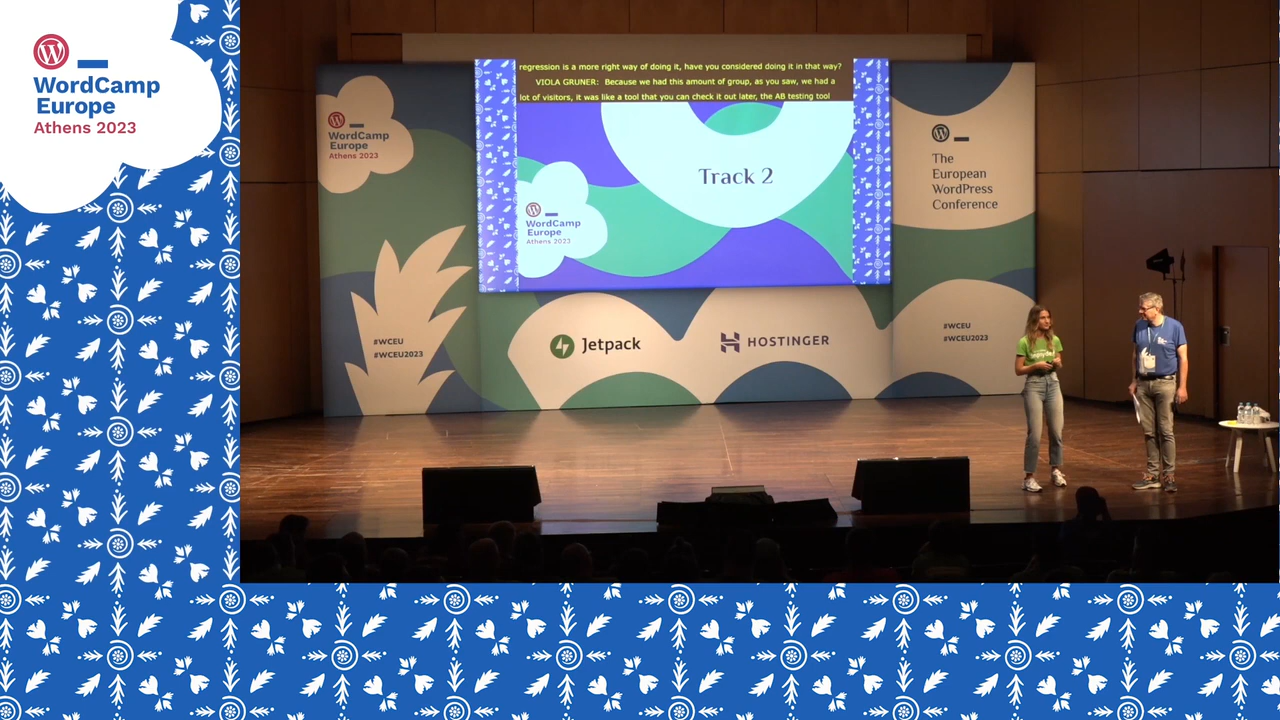 WordCamp
Europe
Athens 2023
regression is a more right way of doing it, have you considered doing it in that way?
VIOLA GRUNER: Because we had this amount of group, as you saw, we had a
lot of visitors, it was like a tool that you can check it out later, the AB testing tool
Track 2
WordCamp
Europe
Athens 2023
WordCamp
Europe
Athens 2023
The
European
WordPress
Conference
#WCEU
#WCEU2023
Jetpack
HOSTINGER
#WCEU
#WCEU2023